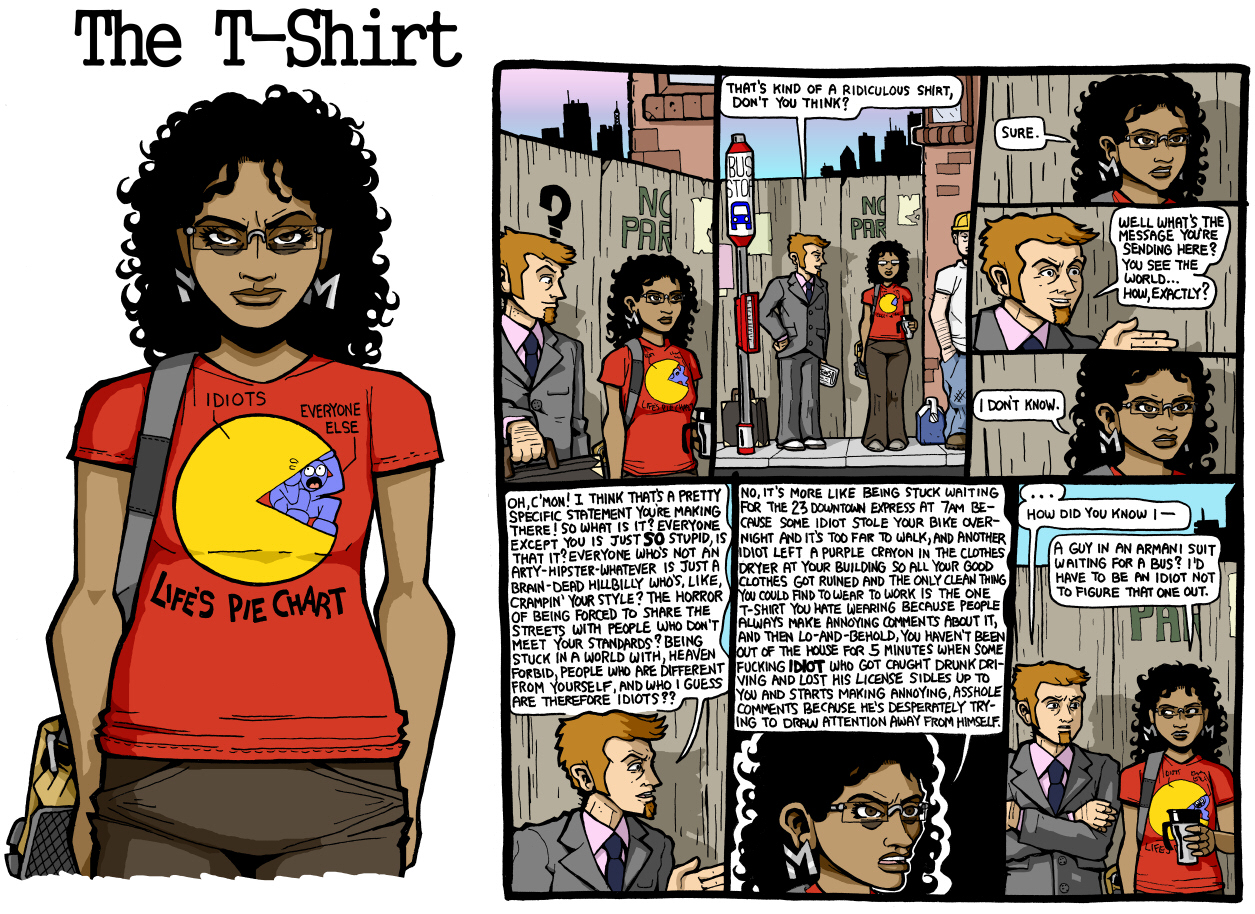 The T-Shirt
IDIOTS
EVERYONE
ELSE
LIFE'S PIE CHART
?
NO
PAR
LIFE'S PIE CHART
THAT'S KIND OF A RIDICULOUS SHIRT,
DON'T YOU THINK?
BUS
STOP
NO
PAR
SURE.
WELL WHAT'S THE
MESSAGE YOU'RE
SENDING HERE?
YOU SEE THE
WORLD...
HOW, EXACTLY?
I DON'T KNOW.
OH, C'MON! I THINK THAT'S A PRETTY
SPECIFIC STATEMENT YOU'RE MAKING
THERE! SO WHAT IS IT? EVERYONE
EXCEPT YOU IS JUST SO STUPID, IS
THAT IT? EVERYONE WHO'S NOT AN
ARTY-HIPSTER-WHATEVER IS JUST A
BRAIN-DEAD HILLBILLY WHO'S, LIKE,
CRAMPIN' YOUR STYLE? THE HORROR
OF BEING FORCED TO SHARE THE
STREETS WITH PEOPLE WHO DON'T
MEET YOUR STANDARDS? BEING
STUCK IN A WORLD WITH, HEAVEN
FORBID, PEOPLE WHO ARE DIFFERENT
FROM YOURSELF, AND WHO I GUESS
ARE THEREFORE IDIOTS??
NO, IT'S MORE LIKE BEING STUCK WAITING
FOR THE 23 DOWNTOWN EXPRESS AT 7AM BE-
CAUSE SOME IDIOT STOLE YOUR BIKE OVER-
NIGHT AND IT'S TOO FAR TO WALK, AND ANOTHER
IDIOT LEFT A PURPLE CRAYON IN THE CLOTHES
DRYER AT YOUR BUILDING SO ALL YOUR GOOD
CLOTHES GOT RUINED AND THE ONLY CLEAN THING
YOU COULD FIND TO WEAR TO WORK IS THE ONE
T-SHIRT YOU HATE WEARING BECAUSE PEOPLE
ALWAYS MAKE ANNOYING COMMENTS ABOUT IT,
AND THEN LO-AND-BEHOLD, YOU HAVEN'T BEEN
OUT OF THE HOUSE FOR 5 MINUTES WHEN SOME
FUCKING IDIOT WHO GOT CAUGHT DRUNK DRI-
VING AND LOST HIS LICENSE SIDLES UP TO
YOU AND STARTS MAKING ANNOYING, ASSHOLE
COMMENTS BECAUSE HE'S DESPERATELY TRY-
ING TO DRAW ATTENTION AWAY FROM HIMSELF.
...
HOW DID YOU KNOW I—
A GUY IN AN ARMANI SUIT
WAITING FOR A BUS? I'D
HAVE TO BE AN IDIOT NOT
TO FIGURE THAT ONE OUT.
PAR
IDIOTS
LIFE'S